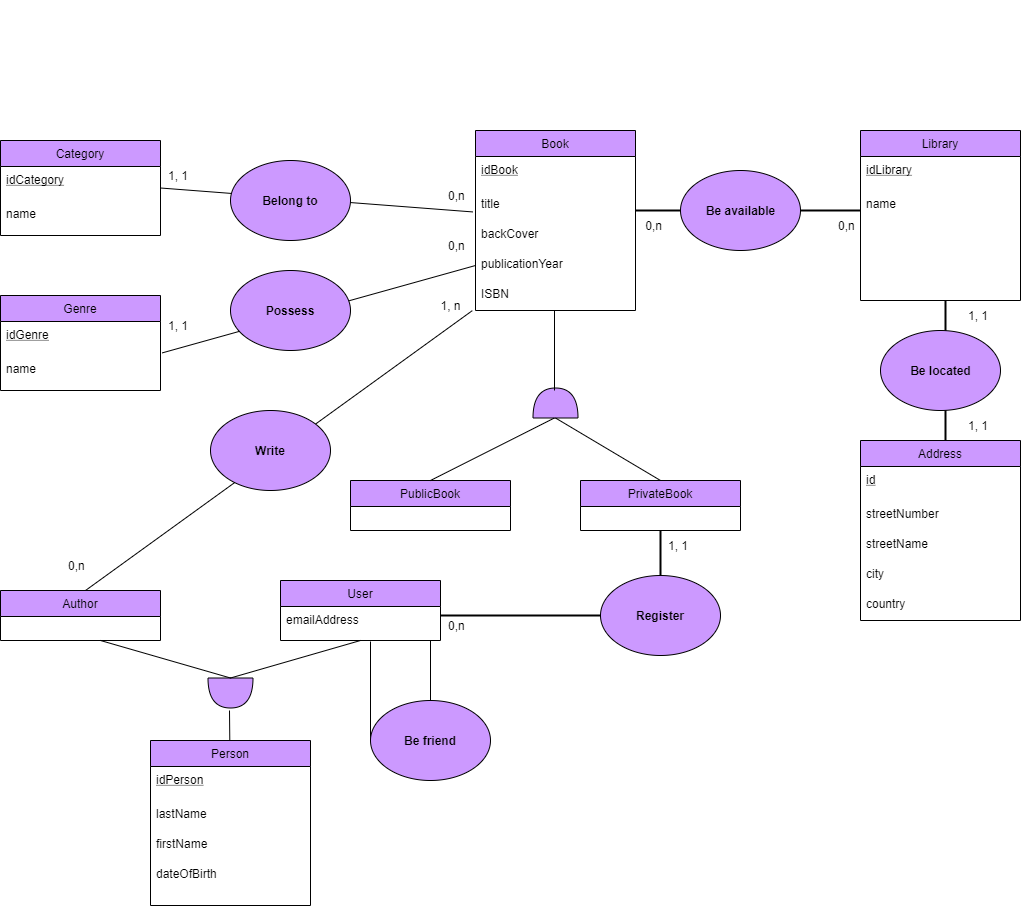 Category
idCategory
name
1, 1
Belong to
0,n
Book
idBook
title
backCover
publicationYear
ISBN
0,n
Be available
0,n
Library
idLibrary
name
Genre
idGenre
name
1, 1
Possess
0,n
1, n
Write
0,n
1, 1
Be located
1, 1
Address
id
streetNumber
streetName
city
country
PublicBook
PrivateBook
1, 1
Register
0,n
Author
User
emailAddress
Be friend
Person
idPerson
lastName
firstName
dateOfBirth